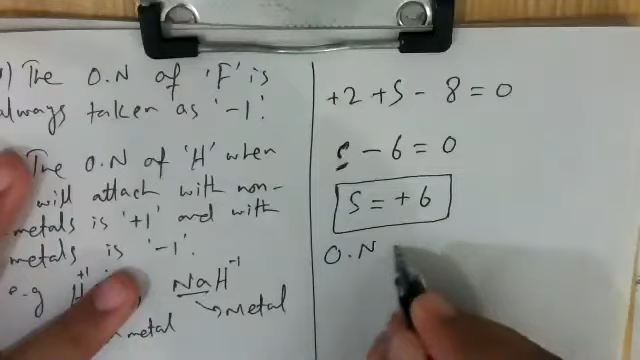 The O.N of 'F' is
always taken as '-1'.
The O.N of 'H' when
will attach with non-
metals is '+1' and with
metals is '-1'.
e.g H+1 NaH-1
Metal
metal
+2 + S - 8 = 0
S - 6 = 0
S = + 6
O.N